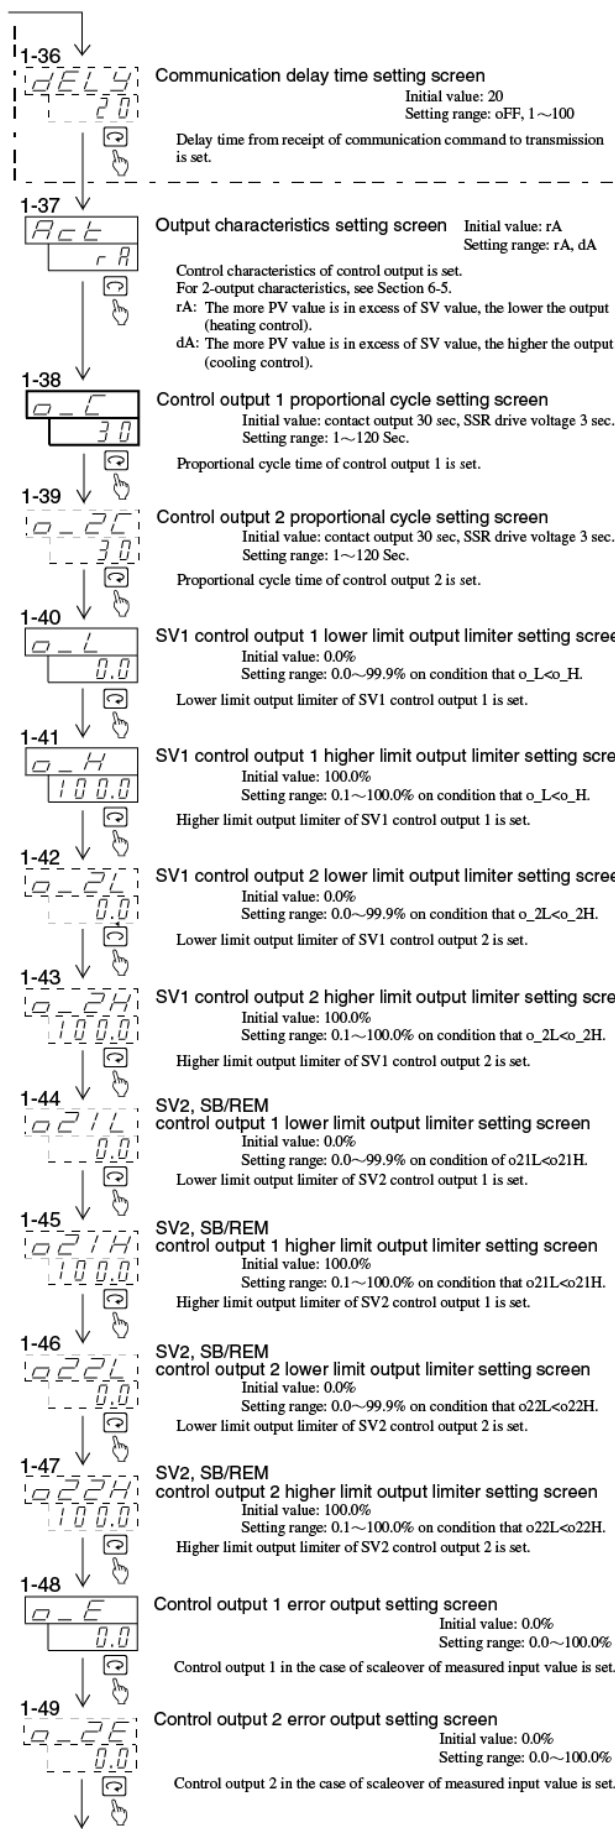 1-36
dELY
20
Communication delay time setting screen
Initial value: 20
Setting range: oFF, 1～100
Delay time from receipt of communication command to transmission
is set.
1-37
Act
rA
Output characteristics setting screen
Initial value: rA
Setting range: rA, dA
Control characteristics of control output is set.
For 2-output characteristics, see Section 6-5.
rA: The more PV value is in excess of SV value, the lower the output
(heating control).
dA: The more PV value is in excess of SV value, the higher the output
(cooling control).
1-38
o_C
30
Control output 1 proportional cycle setting screen
Initial value: contact output 30 sec, SSR drive voltage 3 sec.
Setting range: 1～120 Sec.
Proportional cycle time of control output 1 is set.
1-39
o_2C
30
Control output 2 proportional cycle setting screen
Initial value: contact output 30 sec, SSR drive voltage 3 sec.
Setting range: 1～120 Sec.
Proportional cycle time of control output 2 is set.
1-40
o_L
0.0
SV1 control output 1 lower limit output limiter setting scree
Initial value: 0.0%
Setting range: 0.0～99.9% on condition that o_L<o_H.
Lower limit output limiter of SV1 control output 1 is set.
1-41
o_H
100.0
SV1 control output 1 higher limit output limiter setting scre
Initial value: 100.0%
Setting range: 0.1～100.0% on condition that o_L<o_H.
Higher limit output limiter of SV1 control output 1 is set.
1-42
o_2L
0.0
SV1 control output 2 lower limit output limiter setting scree
Initial value: 0.0%
Setting range: 0.0～99.9% on condition that o_2L<o_2H.
Lower limit output limiter of SV1 control output 2 is set.
1-43
o_2H
100.0
SV1 control output 2 higher limit output limiter setting scre
Initial value: 100.0%
Setting range: 0.1～100.0% on condition that o_2L<o_2H.
Higher limit output limiter of SV1 control output 2 is set.
1-44
o21L
0.0
SV2, SB/REM
control output 1 lower limit output limiter setting screen
Initial value: 0.0%
Setting range: 0.0～99.9% on condition of o21L<o21H.
Lower limit output limiter of SV2 control output 1 is set.
1-45
o21H
100.0
SV2, SB/REM
control output 1 higher limit output limiter setting screen
Initial value: 100.0%
Setting range: 0.1～100.0% on condition that o21L<o21H.
Higher limit output limiter of SV2 control output 1 is set.
1-46
o22L
0.0
SV2, SB/REM
control output 2 lower limit output limiter setting screen
Initial value: 0.0%
Setting range: 0.0～99.9% on condition that o22L<o22H.
Lower limit output limiter of SV2 control output 2 is set.
1-47
o22H
100.0
SV2, SB/REM
control output 2 higher limit output limiter setting screen
Initial value: 100.0%
Setting range: 0.1～100.0% on condition that o22L<o22H.
Higher limit output limiter of SV2 control output 2 is set.
1-48
o_E
0.0
Control output 1 error output setting screen
Initial value: 0.0%
Setting range: 0.0～100.0%
Control output 1 in the case of scaleover of measured input value is set.
1-49
o_2E
0.0
Control output 2 error output setting screen
Initial value: 0.0%
Setting range: 0.0～100.0%
Control output 2 in the case of scaleover of measured input value is set.